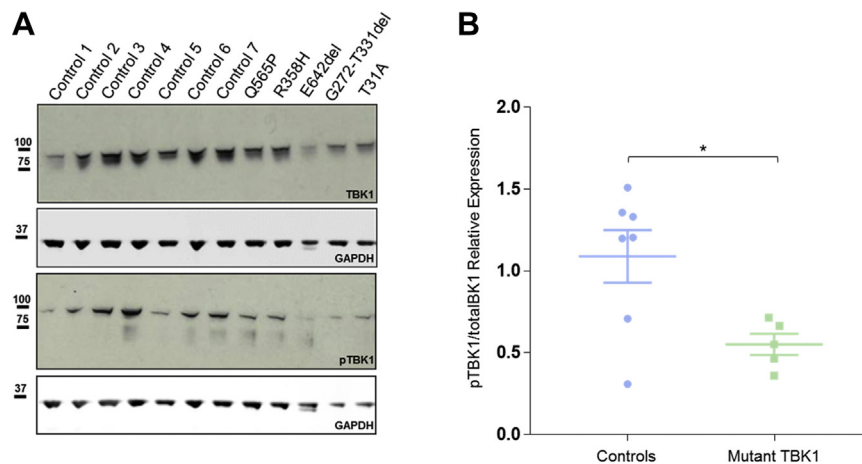 A
Control 1
Control 2
Control 3
Control 4
Control 5
Control 6
Control 7
Q565P
R358H
E642del
G272-T331del
T31A
100
75
TBK1
37
GAPDH
100
75
pTBK1
37
GAPDH
B
pTBK1/totalBK1 Relative Expression
2.0
1.5
1.0
0.5
0.0
*
Controls
Mutant TBK1